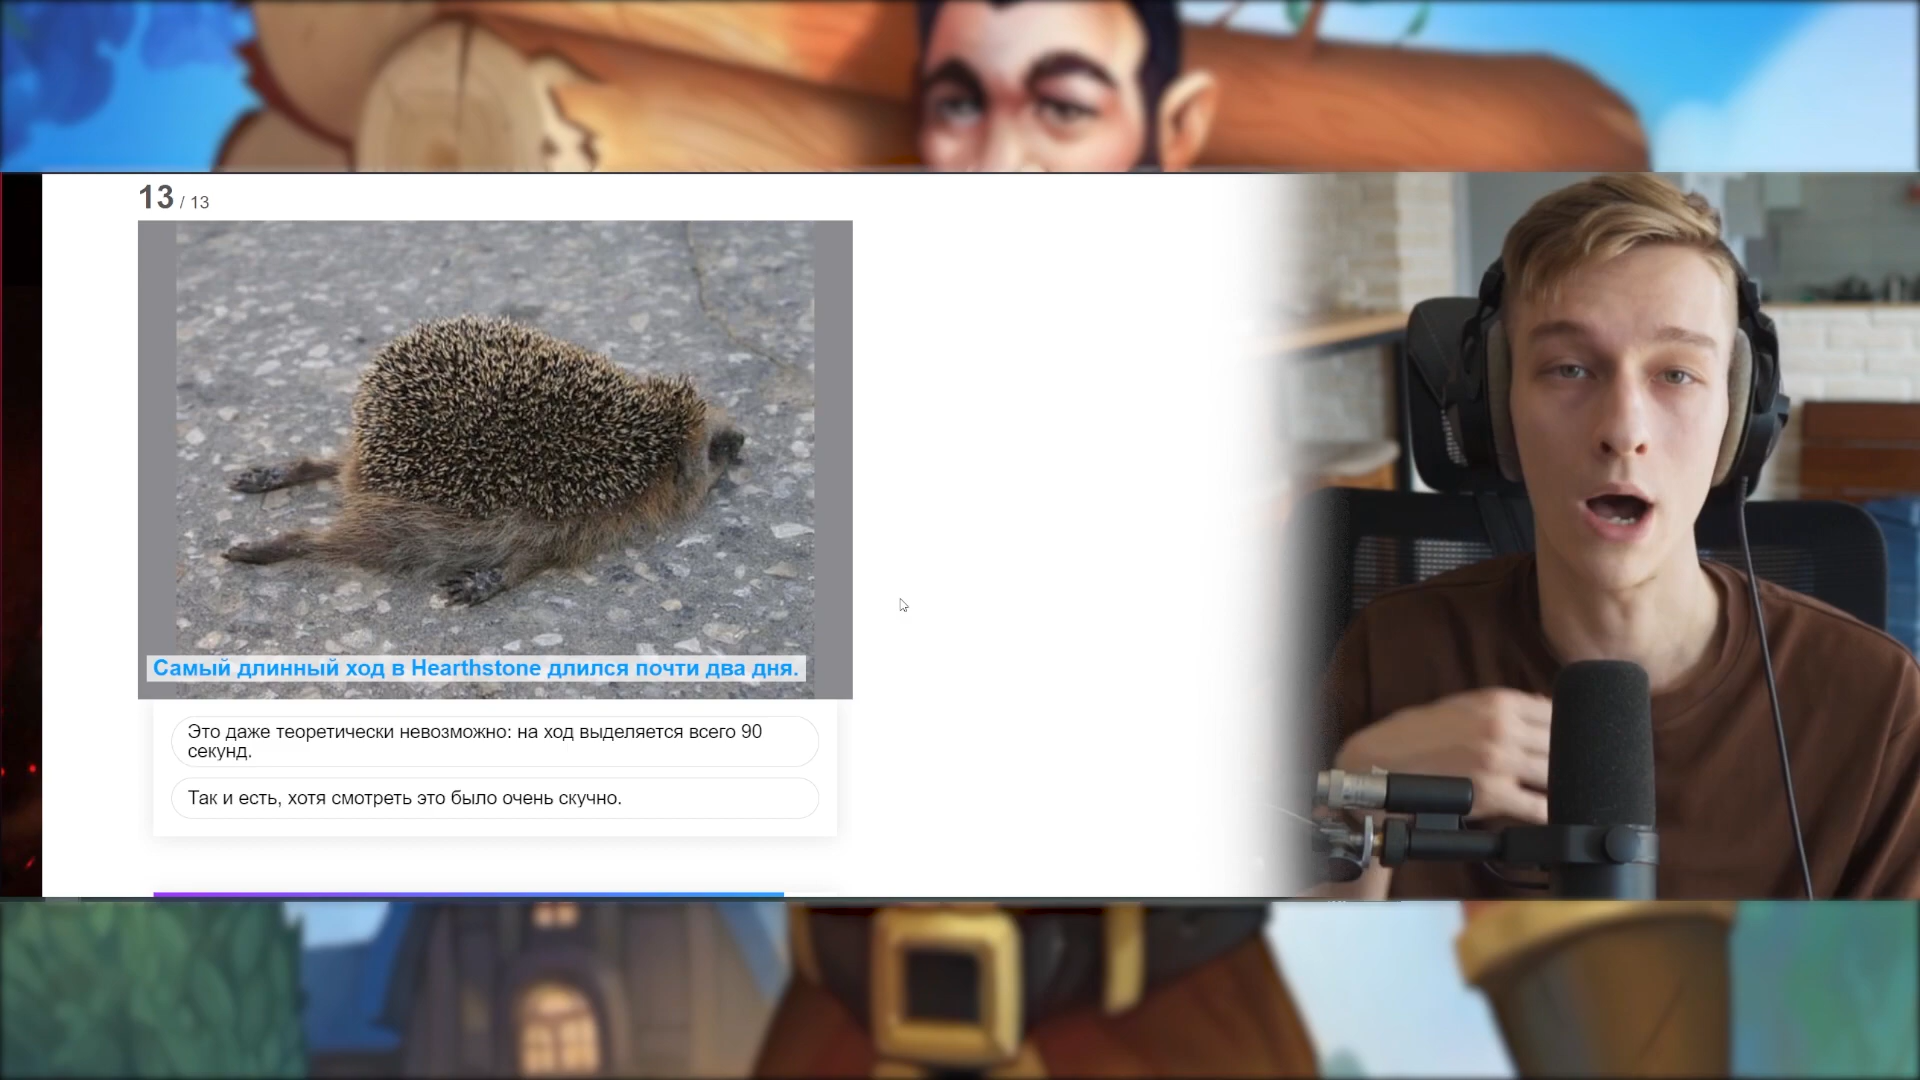 13 / 13
Самый длинный ход в Hearthstone длился почти два дня.
Это даже теоретически невозможно: на ход выделяется всего 90
секунд.
Так и есть, хотя смотреть это было очень скучно.